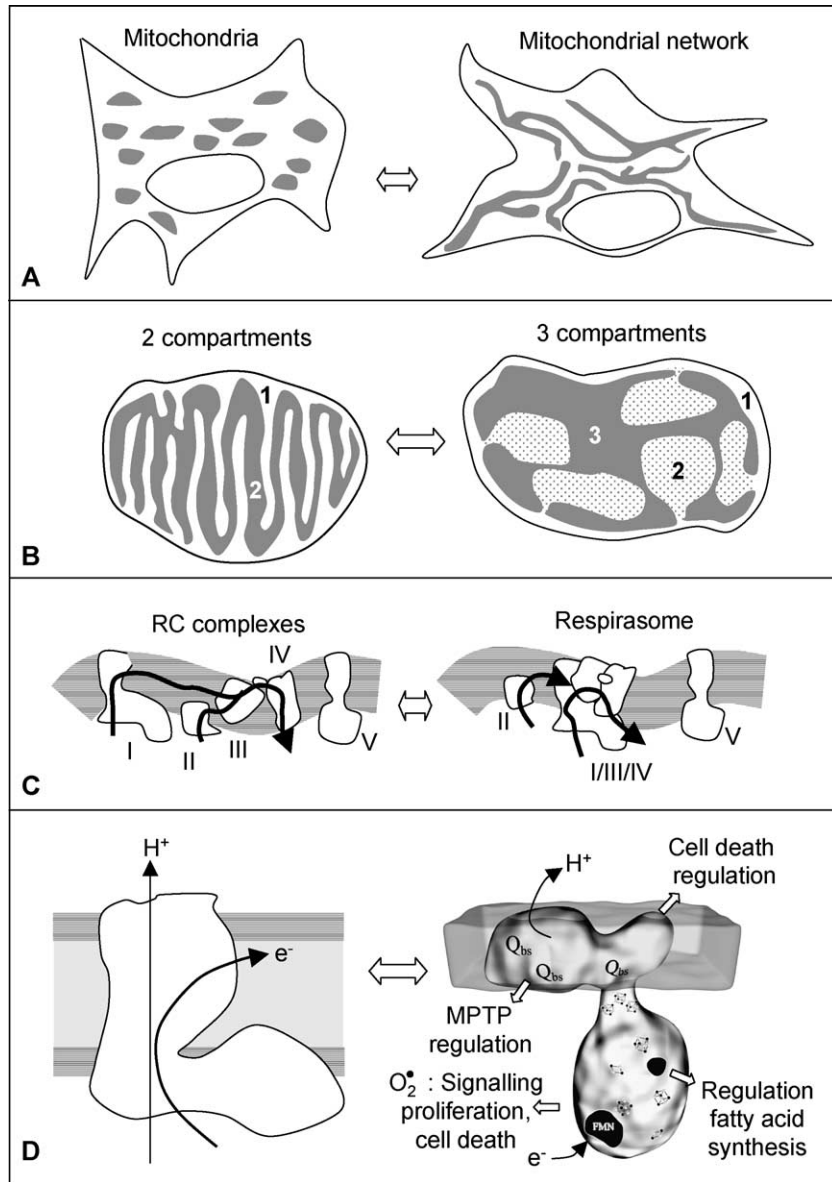 Mitochondria
Mitochondrial network
A
2 compartments
3 compartments
1
2
1
3
2
B
RC complexes
Respirasome
IV
I
II
III
V
II
I/III/IV
V
C
H+
e-
H+
Cell death
regulation
Qbs
Qbs
Qbs
MPTP
regulation
O2• : Signalling
proliferation,
cell death
Regulation
fatty acid
synthesis
FMN
e-
D